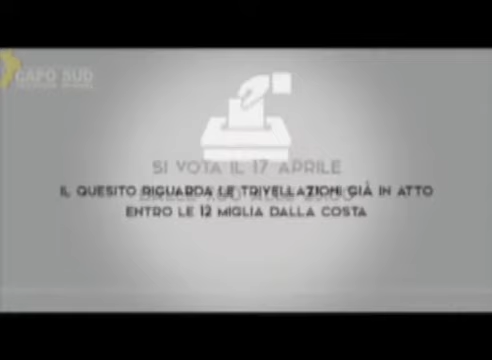 CAPO SUD
SI VOTA IL 17 APRILE
IL QUESITO RIGUARDA LE TRIVELLAZIONI GIÀ IN ATTO
ENTRO LE 12 MIGLIA DALLA COSTA